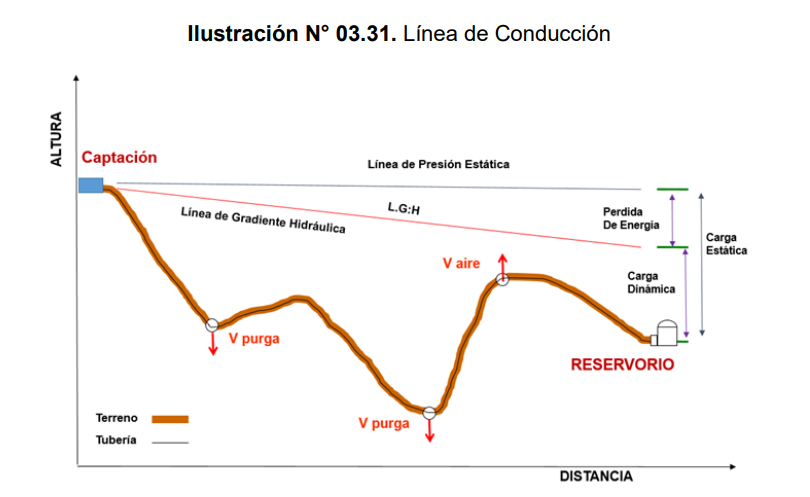 Ilustración N° 03.31. Línea de Conducción
ALTURA
Captación
Línea de Presión Estática
L.G:H
Línea de Gradiente Hidráulica
Perdida
De Energia
Carga
Estática
V aire
Carga
Dinámica
V purga
RESERVORIO
V purga
Terreno
Tubería
DISTANCIA